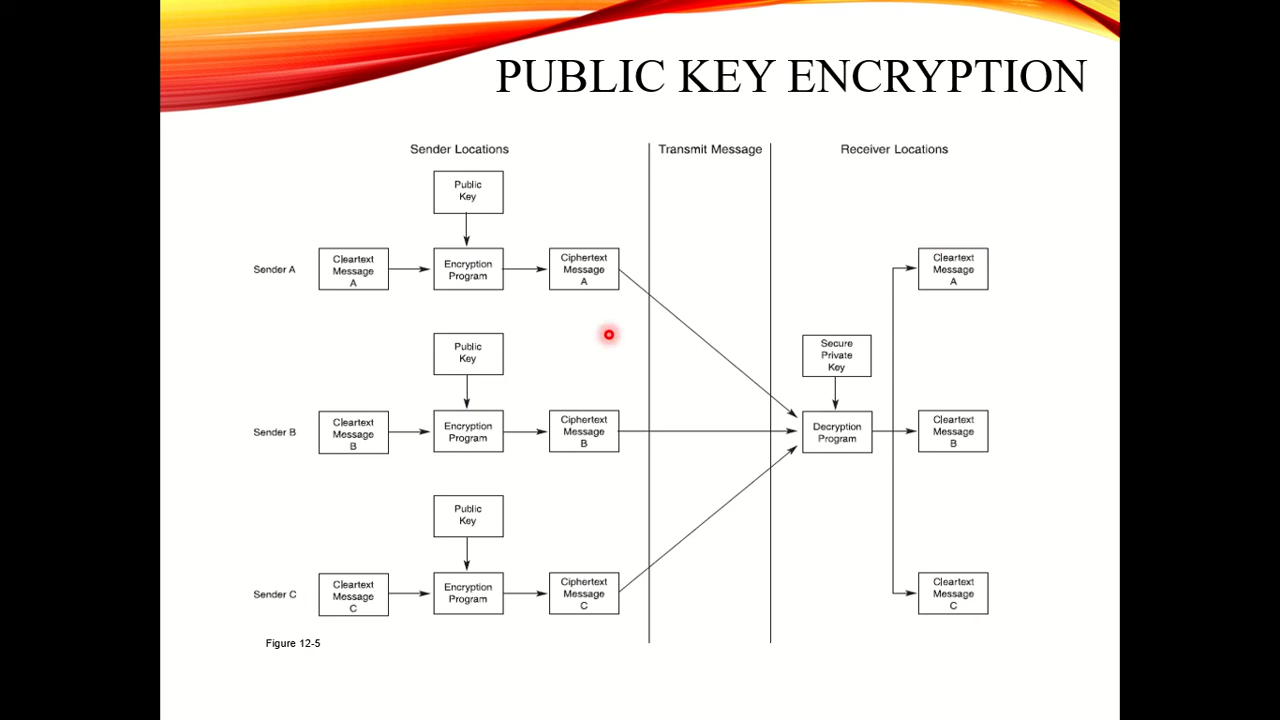 PUBLIC KEY ENCRYPTION
Sender Locations
Transmit Message
Receiver Locations
Public
Key
Sender A
Cleartext
Message
A
Encryption
Program
Ciphertext
Message
A
Cleartext
Message
A
Public
Key
Secure
Private
Key
Sender B
Cleartext
Message
B
Encryption
Program
Ciphertext
Message
B
Decryption
Program
Cleartext
Message
B
Public
Key
Sender C
Cleartext
Message
C
Encryption
Program
Ciphertext
Message
C
Cleartext
Message
C
Figure 12-5